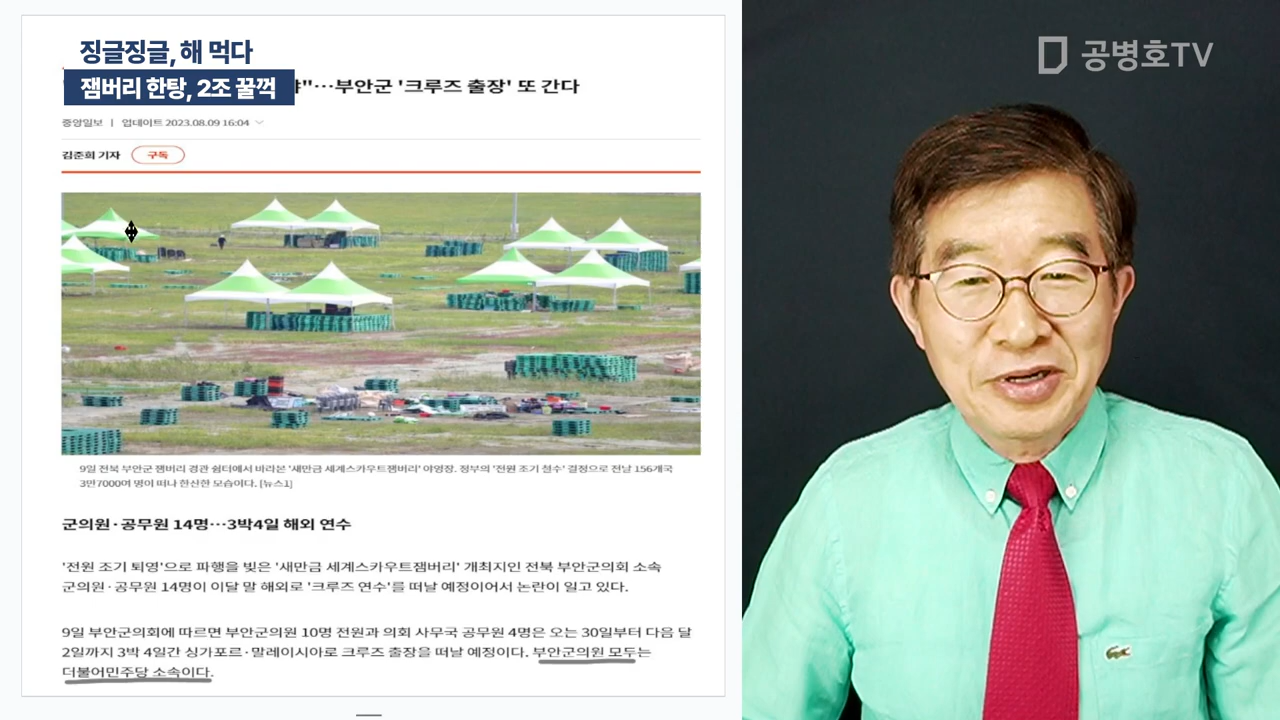 징글징글, 해 먹다
잼버리 한탕, 2조 꿀꺽
"…부안군 '크루즈 출장' 또 간다
중앙일보 | 업데이트 2023.08.09 16:04
김준희 기자 구독
9일 전북 부안군 잼버리 경관 쉼터에서 바라본 '새만금 세계스카우트잼버리' 야영장. 정부의 '전원 조기 철수' 결정으로 전날 156개국
3만7000여 명이 떠나 한산한 모습이다. [뉴스1]
군의원·공무원 14명…3박4일 해외 연수
'전원 조기 퇴영'으로 파행을 빚은 '새만금 세계스카우트잼버리' 개최지인 전북 부안군의회 소속
군의원·공무원 14명이 이달 말 해외로 '크루즈 연수'를 떠날 예정이어서 논란이 일고 있다.
9일 부안군의회에 따르면 부안군의원 10명 전원과 의회 사무국 공무원 4명은 오는 30일부터 다음 달
2일까지 3박 4일간 싱가포르·말레이시아로 크루즈 출장을 떠날 예정이다. 부안군의원 모두는
더불어민주당 소속이다.
공병호TV